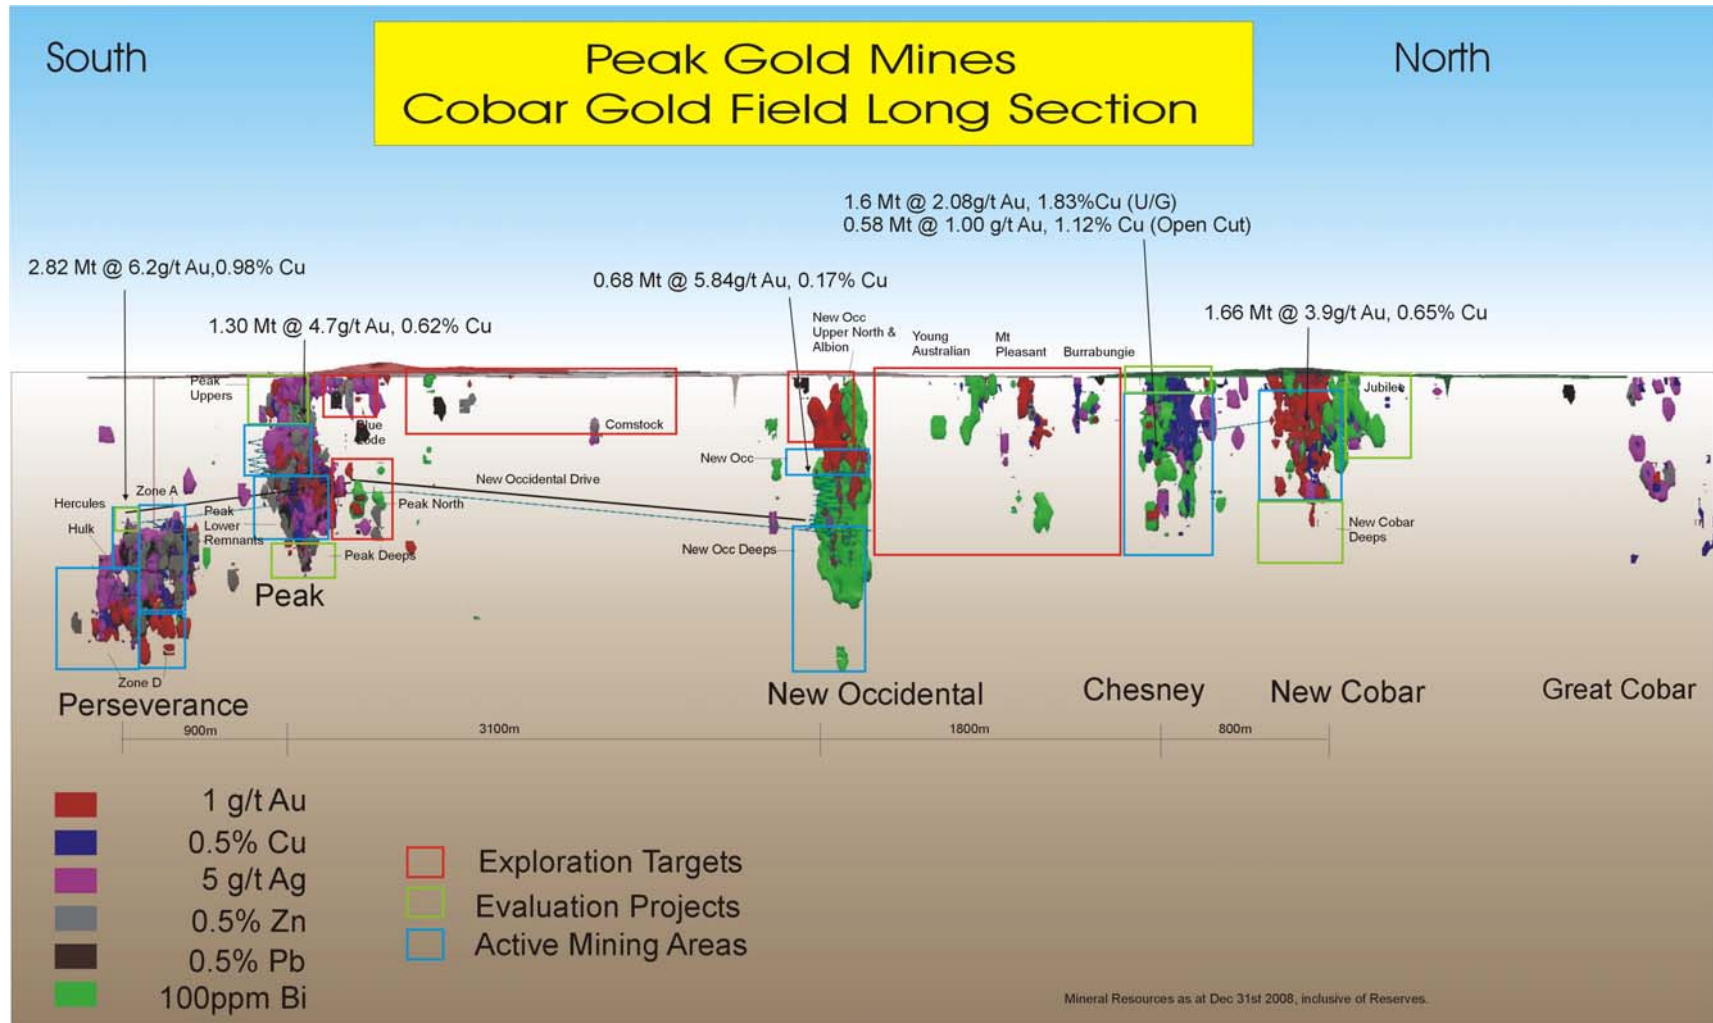 South
Peak Gold Mines
Cobar Gold Field Long Section
North
1.6 Mt @ 2.08g/t Au, 1.83%Cu (U/G)
0.58 Mt @ 1.00 g/t Au, 1.12% Cu (Open Cut)
2.82 Mt @ 6.2g/t Au,0.98% Cu
0.68 Mt @ 5.84g/t Au, 0.17% Cu
1.30 Mt @ 4.7g/t Au, 0.62% Cu
1.66 Mt @ 3.9g/t Au, 0.65% Cu
New Occ
Upper North &
Albion
Young
Australian
Mt
Pleasant
Burrabungie
Peak
Uppers
Jubilee
Blue
Lode
Comstock
New Occ
Zone A
New Occidental Drive
Hercules
Peak North
Hulk
Peak
Lower
Remnants
Peak Deeps
New Occ Deeps
New Cobar
Deeps
Peak
Zone D
Perseverance
New Occidental
Chesney
New Cobar
Great Cobar
900m
3100m
1800m
800m
1 g/t Au
0.5% Cu
5 g/t Ag
0.5% Zn
0.5% Pb
100ppm Bi
Exploration Targets
Evaluation Projects
Active Mining Areas
Mineral Resources as at Dec 31st 2008, inclusive of Reserves.